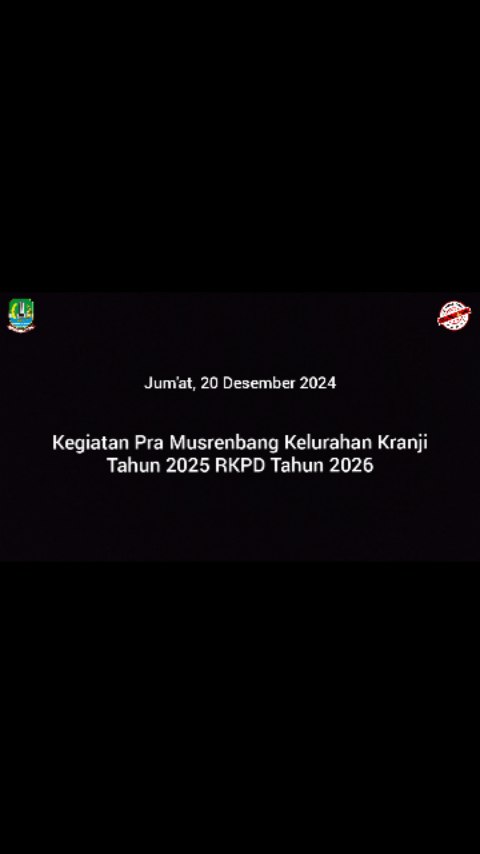 Jum'at, 20 Desember 2024
Kegiatan Pra Musrenbang Kelurahan Kranji
Tahun 2025 RKPD Tahun 2026